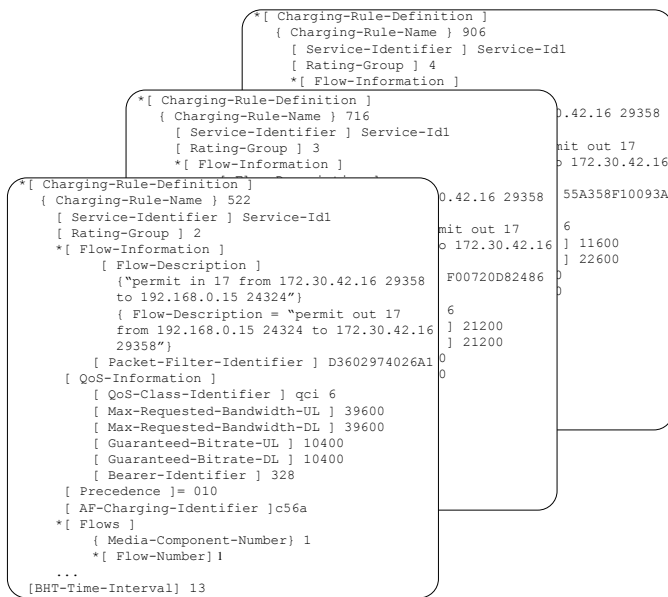 *[ Charging-Rule-Definition ]
{ Charging-Rule-Name } 906
[ Service-Identifier ] Service-Id1
[ Rating-Group ] 4
*[ Flow-Information ]
.42.16 29358
nit out 17
172.30.42.16
55A358F10093A
6
] 11600
] 22600
*[ Charging-Rule-Definition ]
{ Charging-Rule-Name } 716
[ Service-Identifier ] Service-Id1
[ Rating-Group ] 3
*[ Flow-Information ]
0.42.16 29358
mit out 17
o 172.30.42.16
F00720D82486
6
] 21200
] 21200
0
0
*[ Charging-Rule-Definition ]
{ Charging-Rule-Name } 522
[ Service-Identifier ] Service-Id1
[ Rating-Group ] 2
*[ Flow-Information ]
[ Flow-Description ]
{“permit in 17 from 172.30.42.16 29358
to 192.168.0.15 24324”}
{ Flow-Description = “permit out 17
from 192.168.0.15 24324 to 172.30.42.16
29358”}
[ Packet-Filter-Identifier ] D3602974026A1
[ QoS-Information ]
[ QoS-Class-Identifier ] qci 6
[ Max-Requested-Bandwidth-UL ] 39600
[ Max-Requested-Bandwidth-DL ] 39600
[ Guaranteed-Bitrate-UL ] 10400
[ Guaranteed-Bitrate-DL ] 10400
[ Bearer-Identifier ] 328
[ Precedence ]= 010
[ AF-Charging-Identifier ]c56a
*[ Flows ]
{ Media-Component-Number} 1
*[ Flow-Number] 1
...
[BHT-Time-Interval] 13